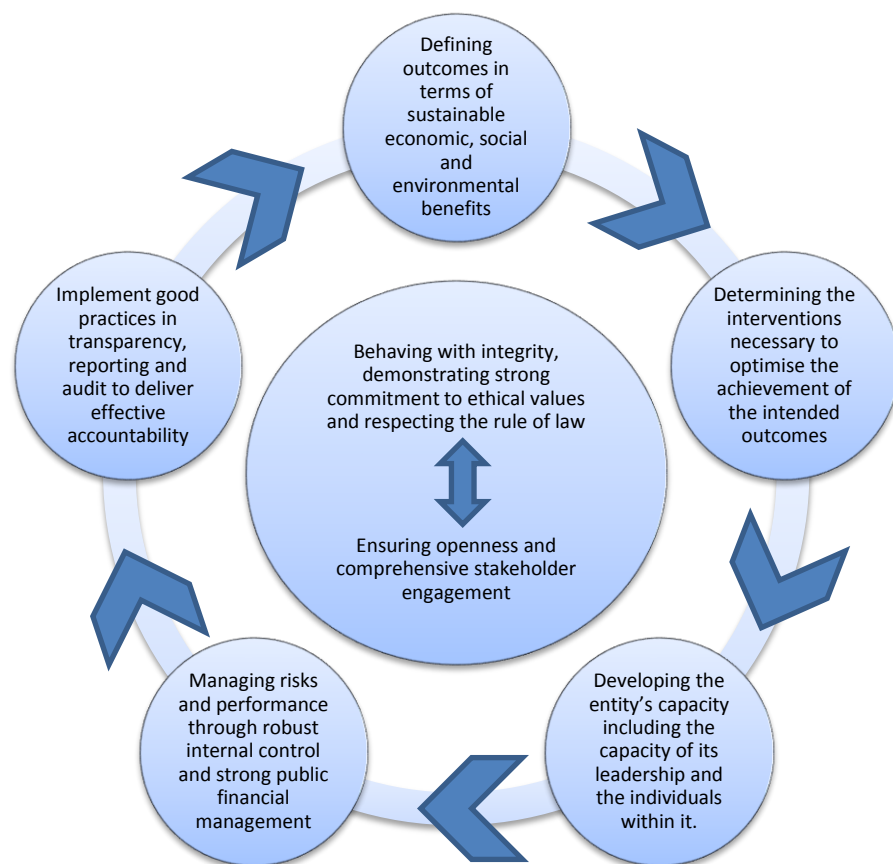 Defining
outcomes in
terms of
sustainable
economic, social
and
environmental
benefits
Determining the
interventions
necessary to
optimise the
achievement of
the intended
outcomes
Developing the
entity’s capacity
including the
capacity of its
leadership and
the individuals
within it.
Managing risks
and performance
through robust
internal control
and strong public
financial
management
Implement good
practices in
transparency,
reporting and
audit to deliver
effective
accountability
Behaving with integrity,
demonstrating strong
commitment to ethical values
and respecting the rule of law
Ensuring openness and
comprehensive stakeholder
engagement